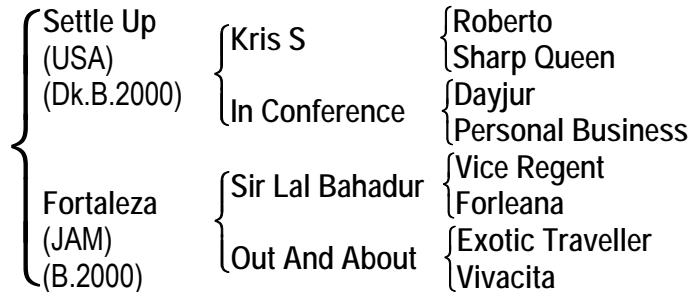 Settle Up
(USA)
(Dk.B.2000)
Kris S
In Conference
Roberto
Sharp Queen
Dayjur
Personal Business
Fortaleza
(JAM)
(B.2000)
Sir Lal Bahadur
Out And About
Vice Regent
Forleana
Exotic Traveller
Vivacita